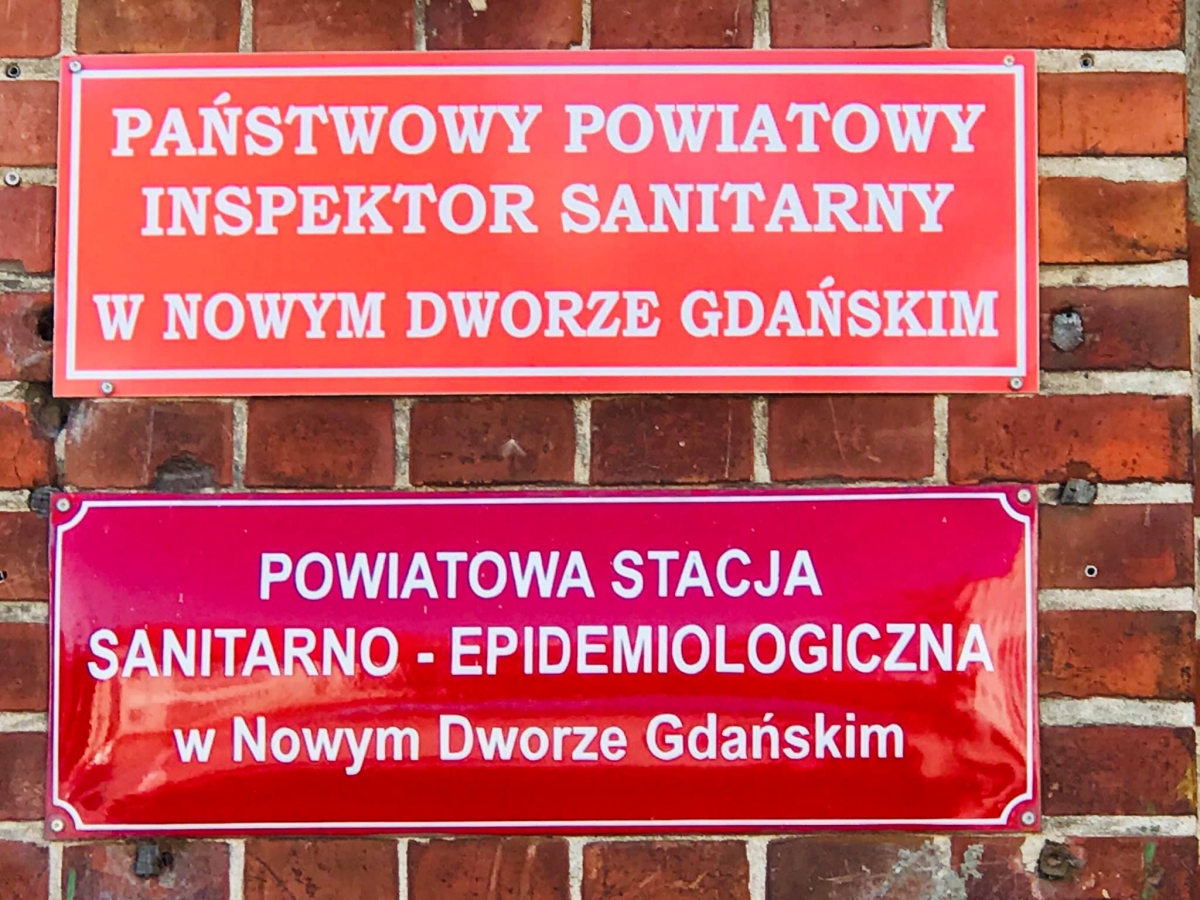 PAŃSTWOWY POWIATOWY
INSPEKTOR SANITARNY
W NOWYM DWORZE GDAŃSKIM
POWIATOWA STACJA
SANITARNO - EPIDEMIOLOGICZNA
w Nowym Dworze Gdańskim